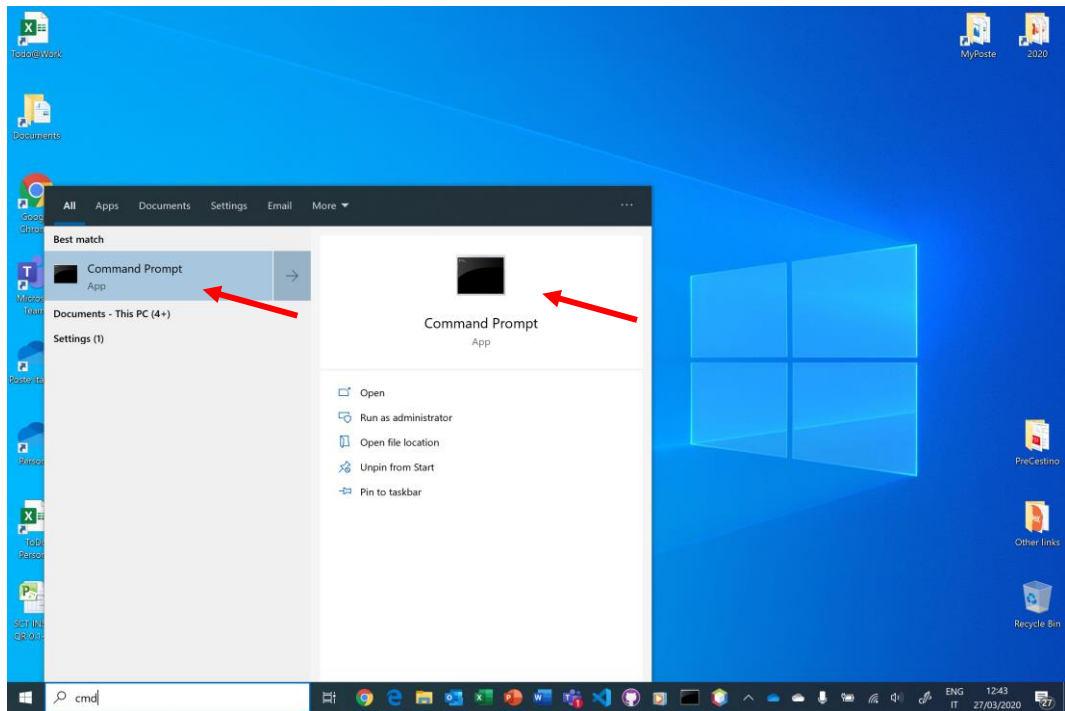 Todo@Work
MyPoste
2020
Documents
All Apps Documents Settings Email More
Best match
Command Prompt
App
Documents - This PC (4+)
Settings (1)
Command Prompt
App
Open
Run as administrator
Open file location
Unpin from Start
Pin to taskbar
PreCestino
Other links
Recycle Bin
cmd
ENG 12:43
IT 27/03/2020
27